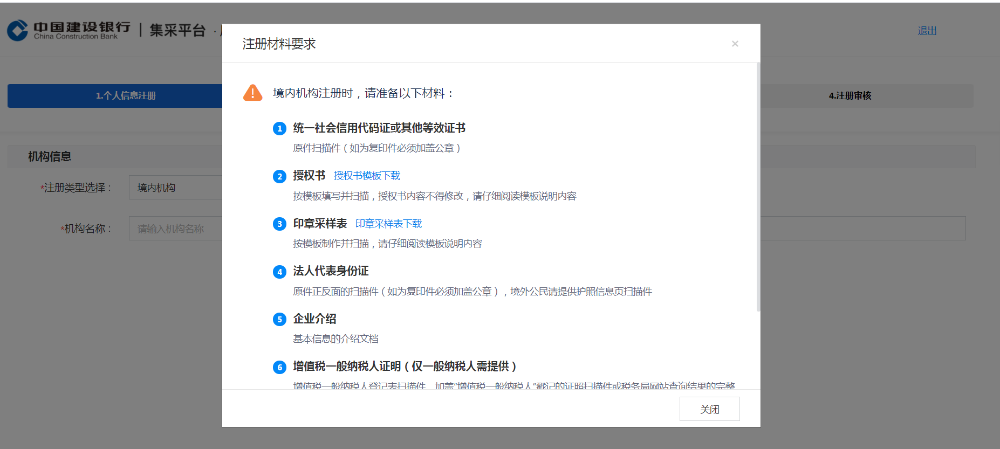 中国建设银行
China Construction Bank
集采平台 ·
退出
注册材料要求
×
1.个人信息注册
4.注册审核
境内机构注册时，请准备以下材料：
1 统一社会信用代码证或其他等效证书
原件扫描件（如为复印件必须加盖公章）
机构信息
2 授权书 授权书模板下载
*注册类型选择： 境内机构
按模板填写并扫描，授权书内容不得修改，请仔细阅读模板说明内容
3 印章采样表 印章采样表下载
*机构名称： 请输入机构名称
按模板制作并扫描，请仔细阅读模板说明内容
4 法人代表身份证
原件正反面的扫描件（如为复印件必须加盖公章），境外公民请提供护照信息页扫描件
5 企业介绍
基本信息的介绍文档
6 增值税一般纳税人证明（仅一般纳税人需提供）
增值税一般纳税人登记表扫描件、加盖“增值税一般纳税人”戳记的证照扫描件或税务局网站查询结果的完整
关闭